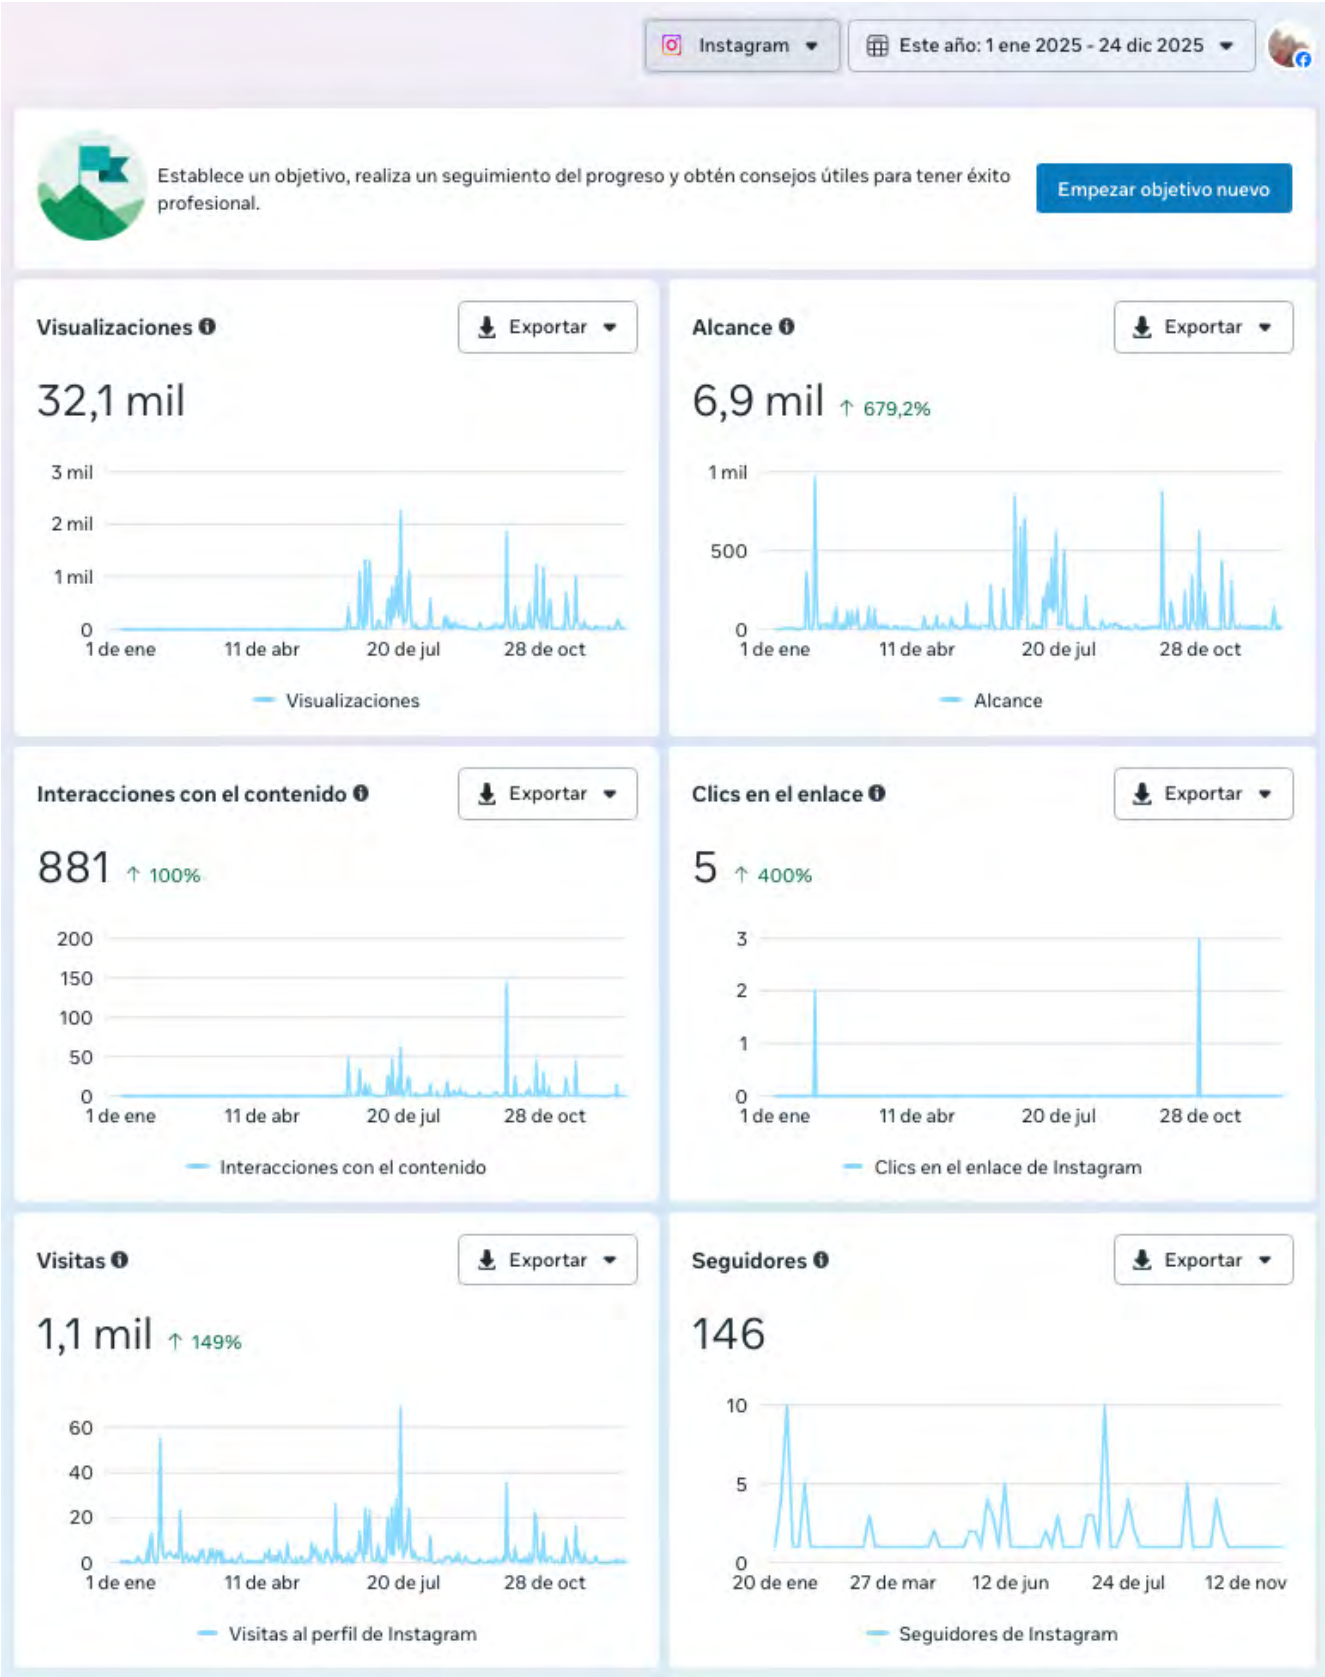 Instagram
Este año: 1 ene 2025 - 24 dic 2025
Establece un objetivo, realiza un seguimiento del progreso y obtén consejos útiles para tener éxito
profesional.
Empezar objetivo nuevo
Visualizaciones
Exportar
32,1 mil
3 mil
2 mil
1 mil
0
1 de ene 11 de abr 20 de jul 28 de oct
Visualizaciones
Alcance
Exportar
6,9 mil ↑ 679,2%
1 mil
500
0
1 de ene 11 de abr 20 de jul 28 de oct
Alcance
Interacciones con el contenido
Exportar
881 ↑ 100%
200
150
100
50
0
1 de ene 11 de abr 20 de jul 28 de oct
Interacciones con el contenido
Clics en el enlace
Exportar
5 ↑ 400%
3
2
1
0
1 de ene 11 de abr 20 de jul 28 de oct
Clics en el enlace de Instagram
Visitas
Exportar
1,1 mil ↑ 149%
60
40
20
0
1 de ene 11 de abr 20 de jul 28 de oct
Visitas al perfil de Instagram
Seguidores
Exportar
146
10
5
0
20 de ene 27 de mar 12 de jun 24 de jul 12 de nov
Seguidores de Instagram